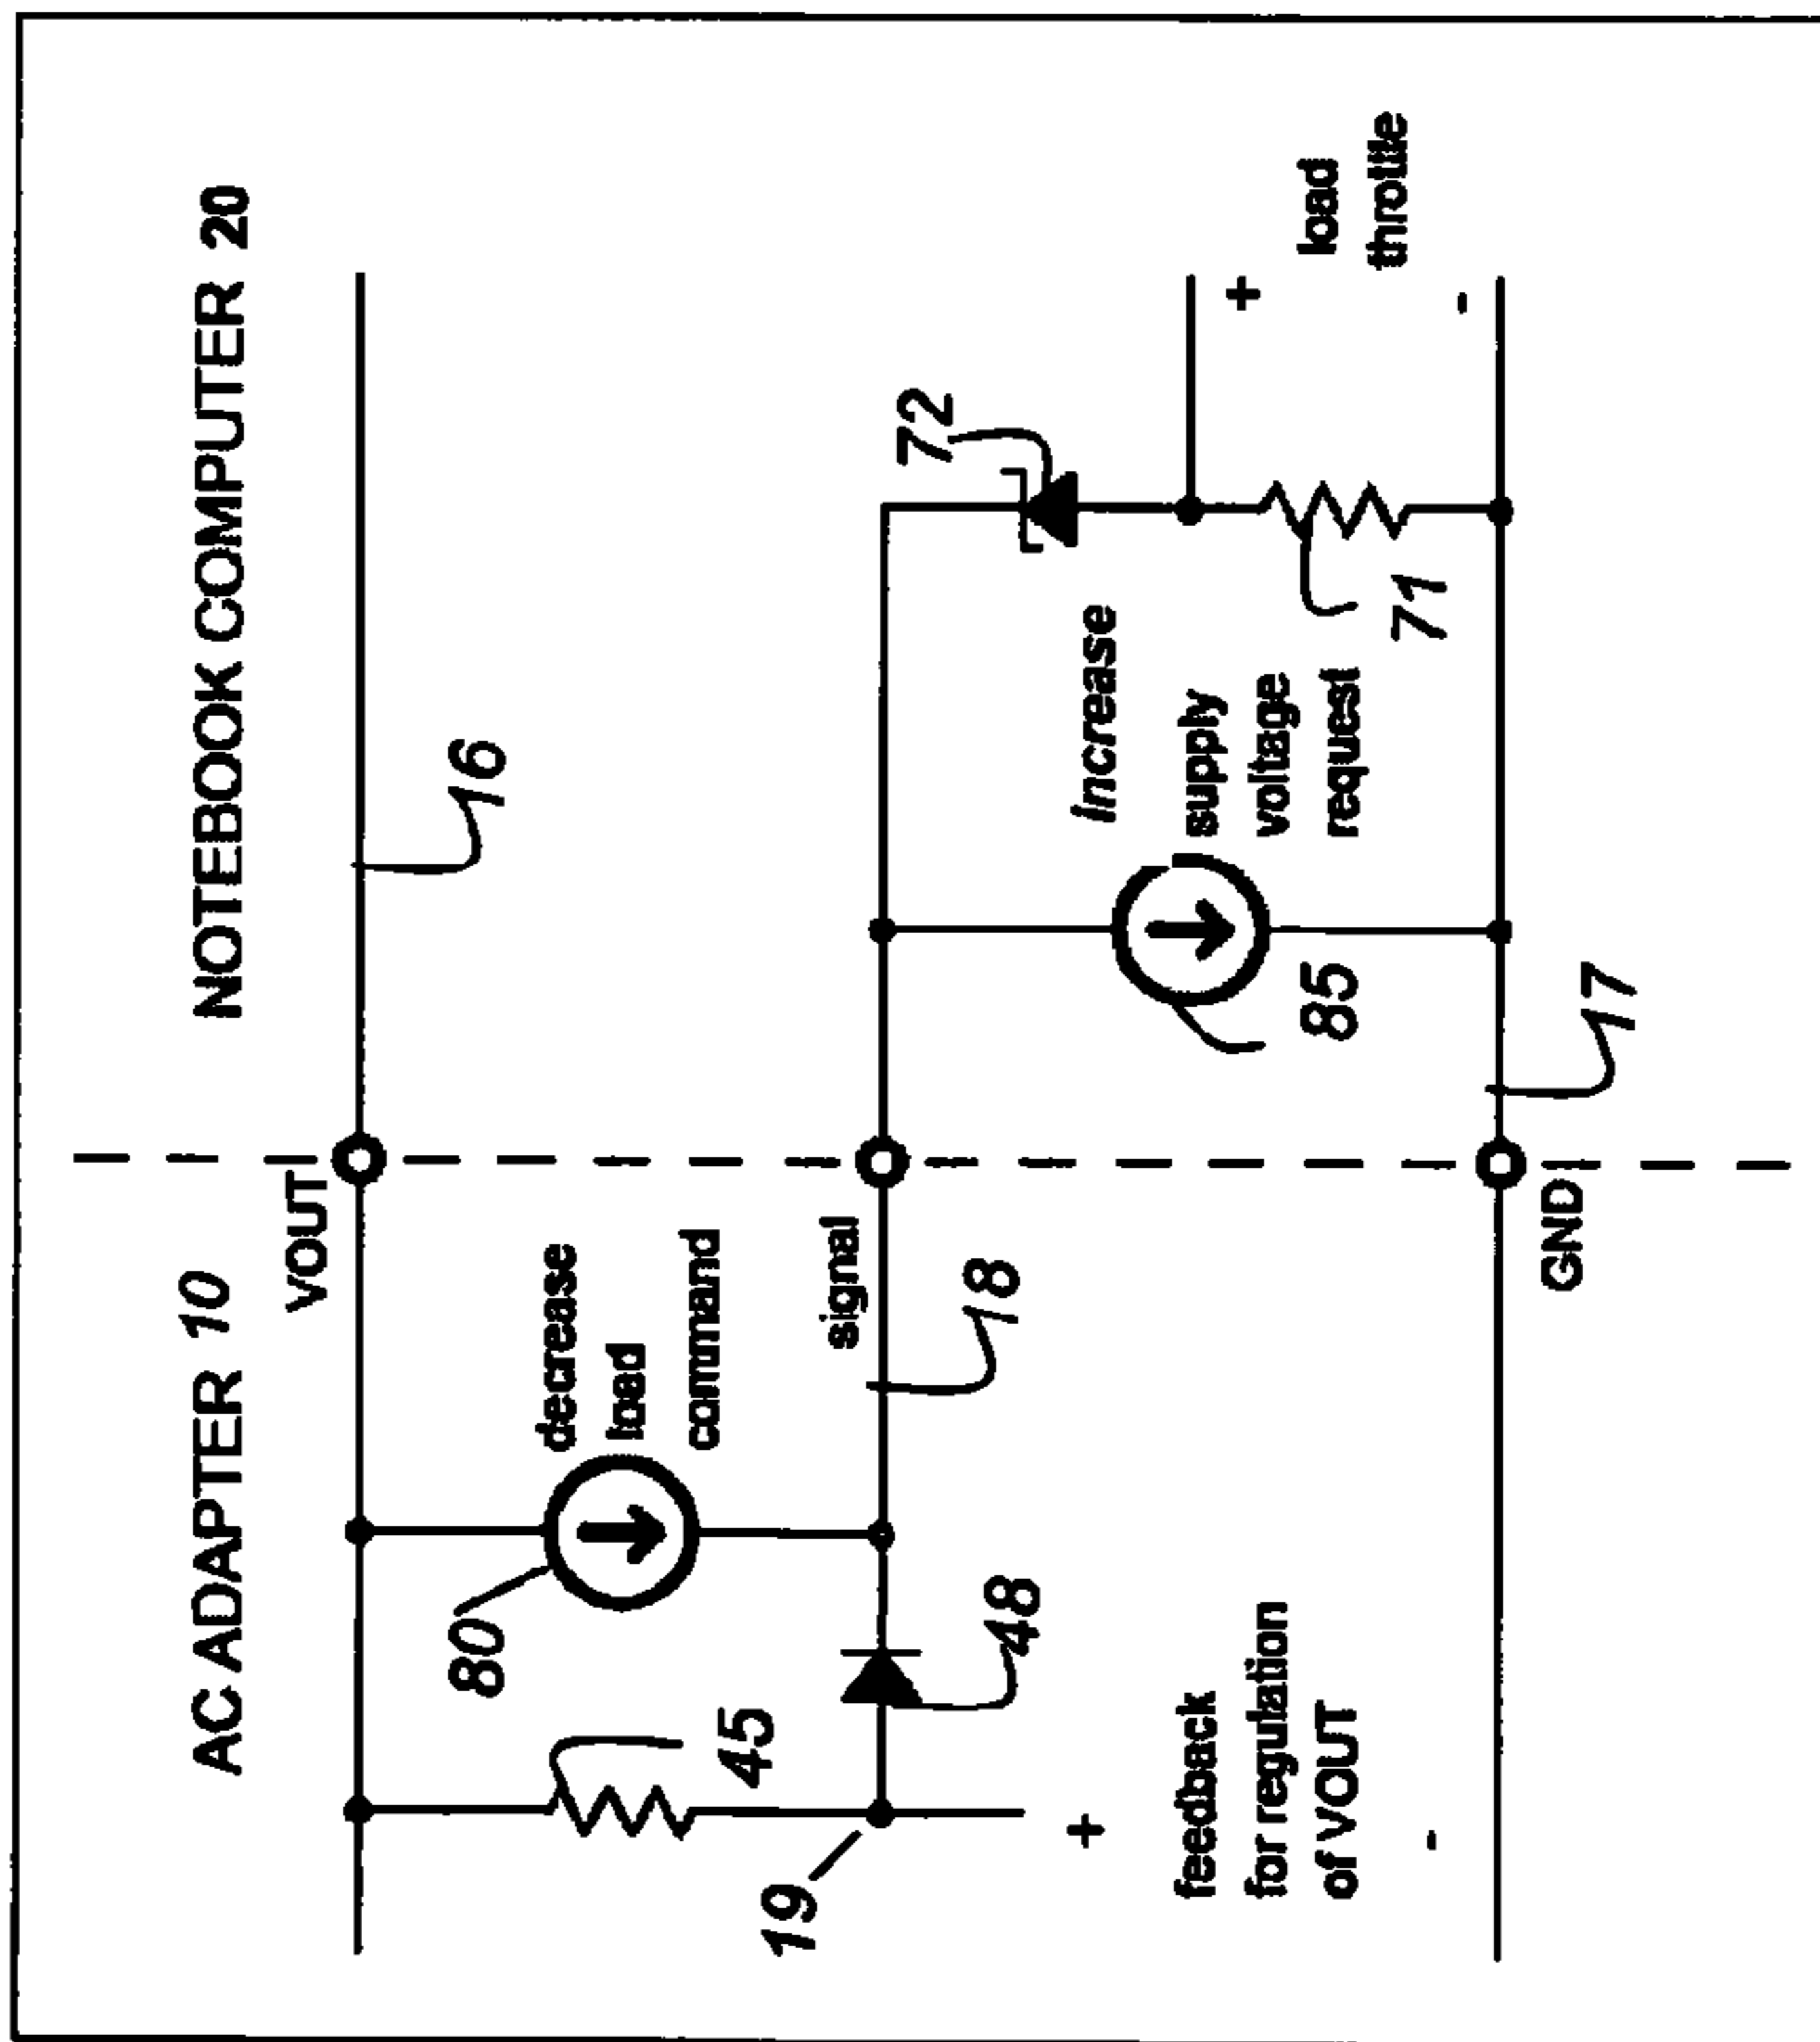 AC ADAPTER 10
NOTEBOOK COMPUTER 20
VOUT
16
80
decrease
load
command
45
72
signal
19
48
18
Increase
supply
voltage
request
85
71
+
load
throttle
-
+
feedback
for regulation
of VOUT
-
GND
17